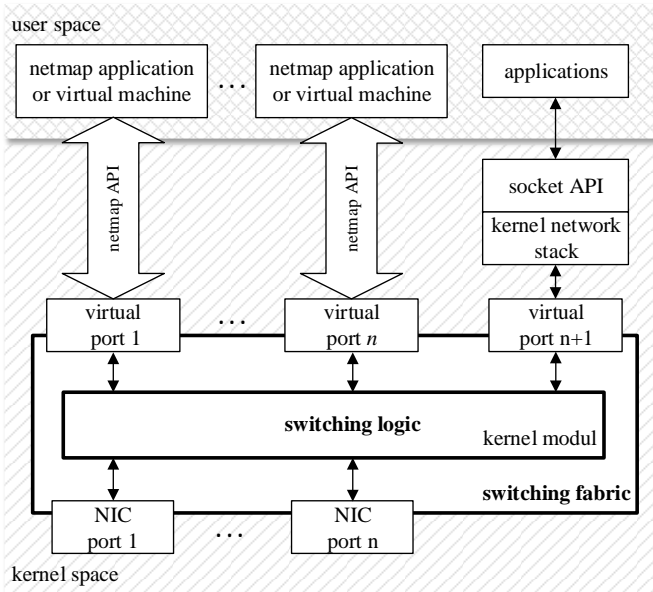 user space
netmap application
or virtual machine
...
netmap application
or virtual machine
applications
netmap API
netmap API
socket API
kernel network
stack
virtual
port 1
...
virtual
port n
virtual
port n+1
switching logic
kernel modul
switching fabric
NIC
port 1
...
NIC
port n
kernel space